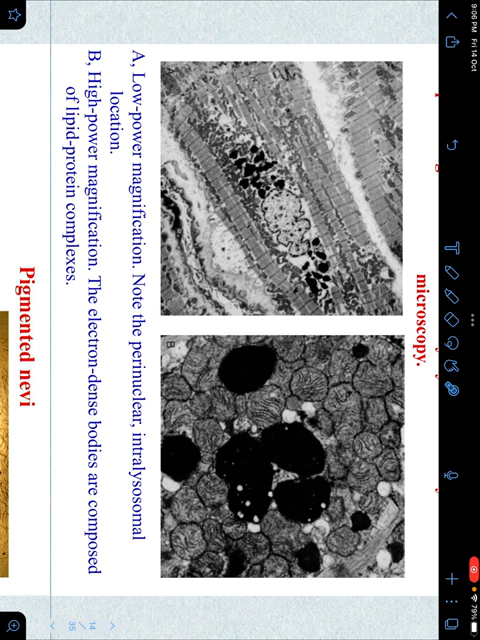 9:06 PM Fri 14 Oct
79%
microscopy.
A
B
A, Low-power magnification. Note the perinuclear, intralysosomal
location.
B, High-power magnification. The electron-dense bodies are composed
of lipid-protein complexes.
14 / 35
Pigmented nevi